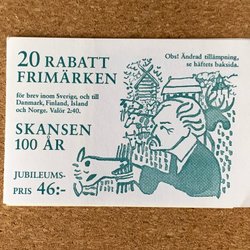 20 RABATT
FRIMÄRKEN
för brev inom Sverige, och till
Danmark, Finland, Island
och Norge. Valör 2:40.
Obs! Ändrad tillämpning,
se häftets baksida.
SKANSEN
100 ÅR
JUBILEUMS-
PRIS 46:-